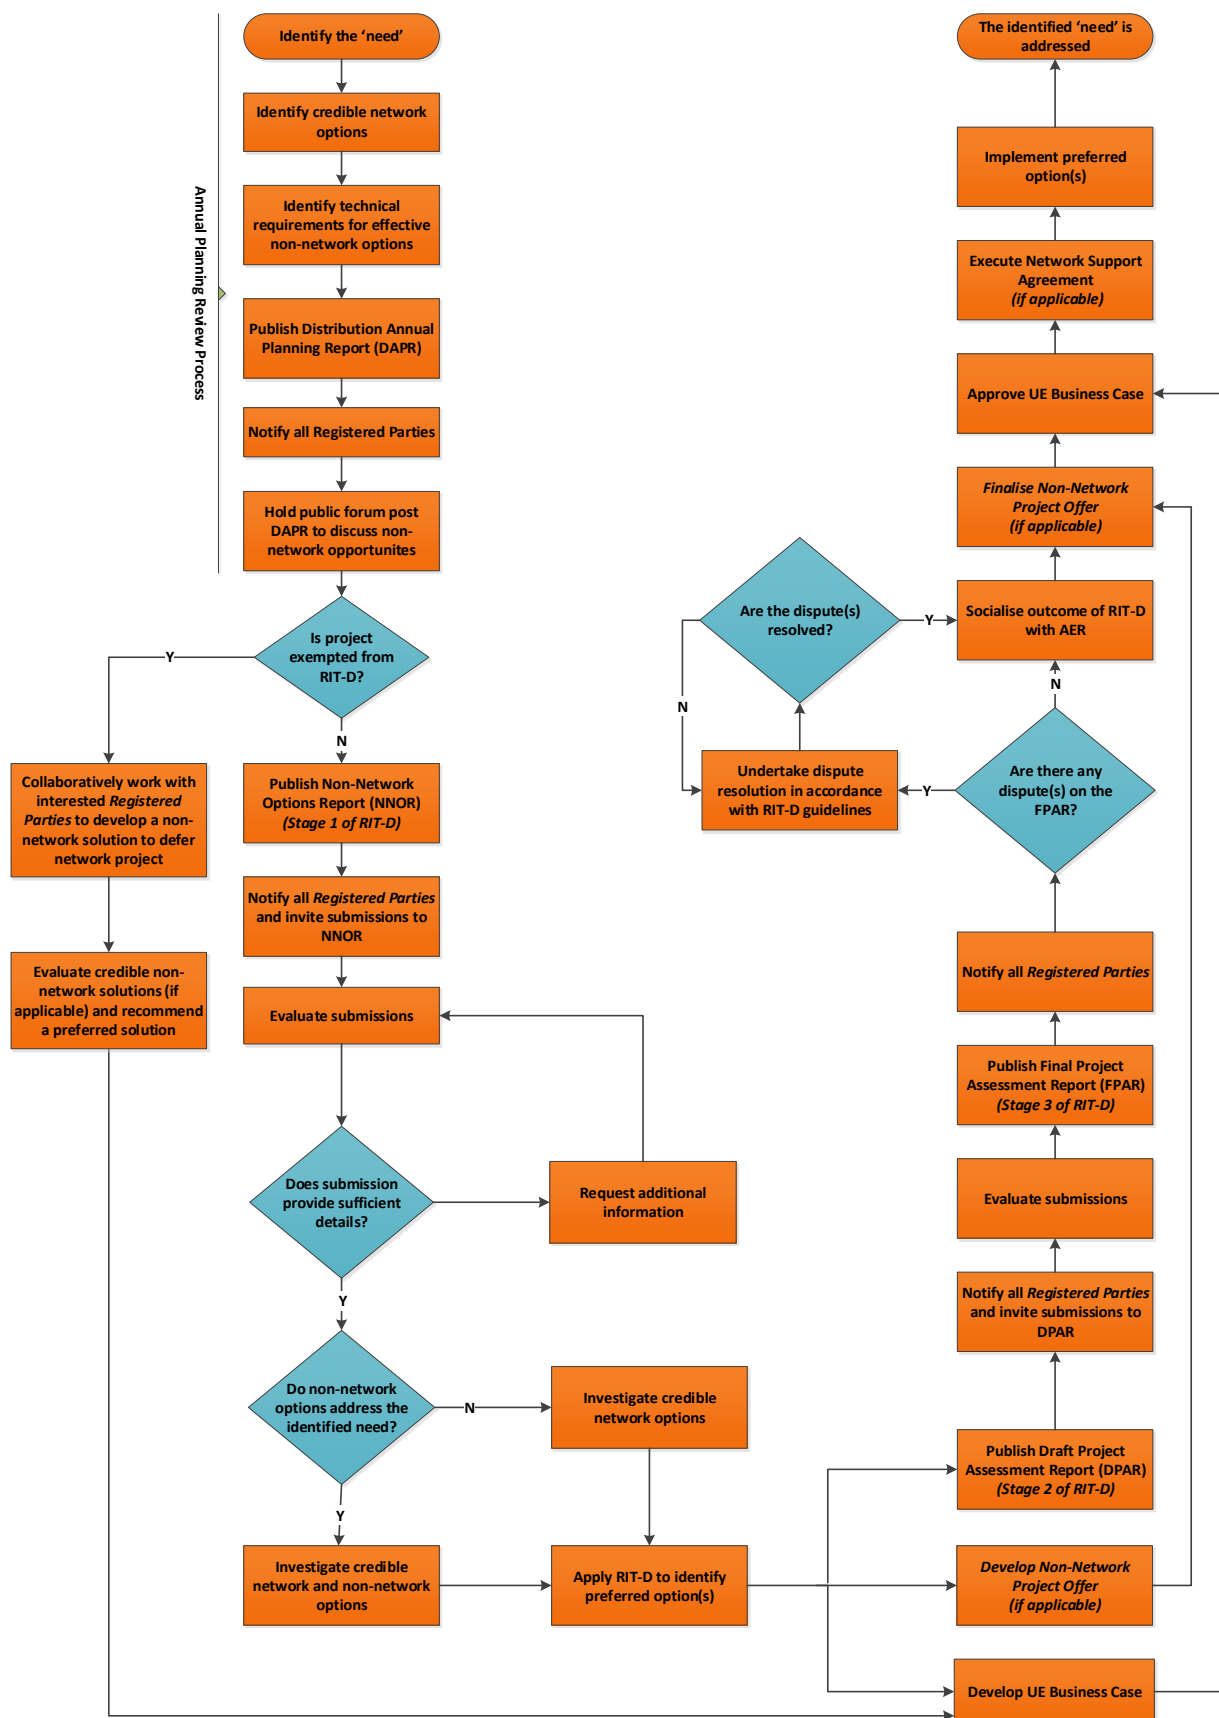 Identify the ‘need’
Identify credible network
options
Identify technical
requirements for effective
non-network options
Publish Distribution Annual
Planning Report (DAPR)
Notify all Registered Parties
Hold public forum post
DAPR to discuss non-
network opportunites
Annual Planning Review Process
Is project
exempted from
RIT-D?
Y
N
Collaboratively work with
interested Registered
Parties to develop a non-
network solution to defer
network project
Evaluate credible non-
network solutions (if
applicable) and recommend
a preferred solution
Publish Non-Network
Options Report (NNOR)
(Stage 1 of RIT-D)
Notify all Registered Parties
and invite submissions to
NNOR
Evaluate submissions
Does submission
provide sufficient
details?
Request additional
information
Y
Do non-network
options address the
identified need?
N
Investigate credible
network options
Y
Investigate credible
network and non-network
options
Apply RIT-D to identify
preferred option(s)
The identified ‘need’ is
addressed
Implement preferred
option(s)
Execute Network Support
Agreement
(if applicable)
Approve UE Business Case
Finalise Non-Network
Project Offer
(if applicable)
Socialise outcome of RIT-D
with AER
Are the dispute(s)
resolved?
Y
N
N
Undertake dispute
resolution in accordance
with RIT-D guidelines
Y
Are there any
dispute(s) on the
FPAR?
Notify all Registered Parties
Publish Final Project
Assessment Report (FPAR)
(Stage 3 of RIT-D)
Evaluate submissions
Notify all Registered Parties
and invite submissions to
DPAR
Publish Draft Project
Assessment Report (DPAR)
(Stage 2 of RIT-D)
Develop Non-Network
Project Offer
(if applicable)
Develop UE Business Case